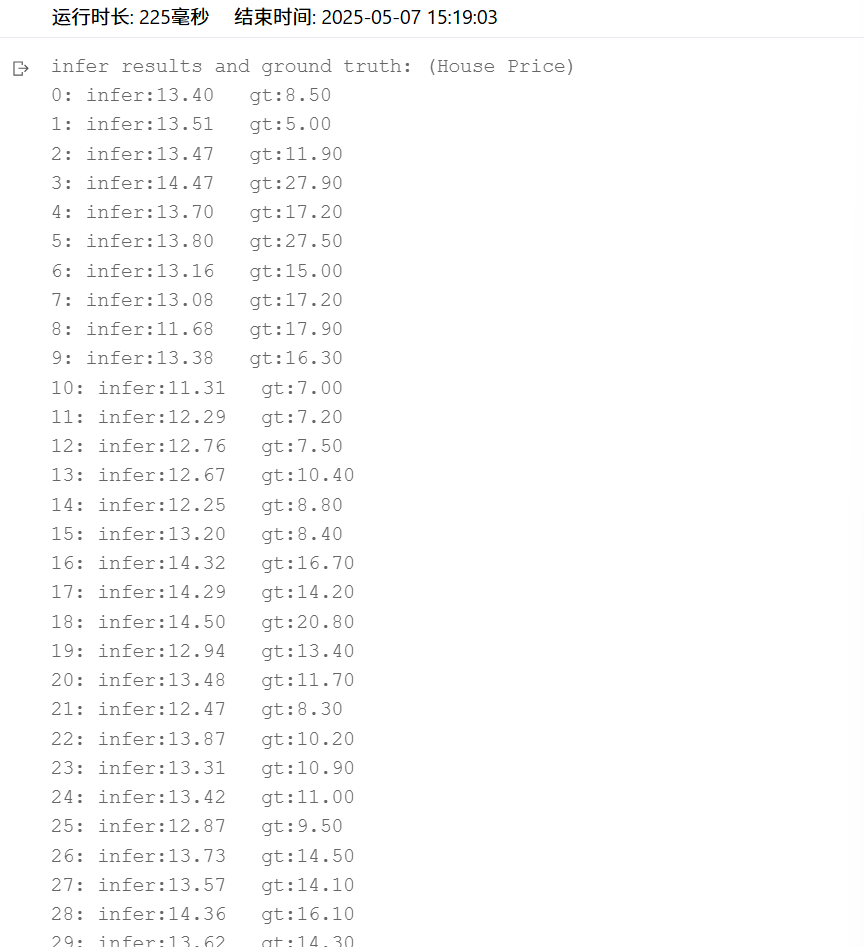 运行时长: 225毫秒 结束时间: 2025-05-07 15:19:03
infer results and ground truth: (House Price)
0: infer:13.40 gt:8.50
1: infer:13.51 gt:5.00
2: infer:13.47 gt:11.90
3: infer:14.47 gt:27.90
4: infer:13.70 gt:17.20
5: infer:13.80 gt:27.50
6: infer:13.16 gt:15.00
7: infer:13.08 gt:17.20
8: infer:11.68 gt:17.90
9: infer:13.38 gt:16.30
10: infer:11.31 gt:7.00
11: infer:12.29 gt:7.20
12: infer:12.76 gt:7.50
13: infer:12.67 gt:10.40
14: infer:12.25 gt:8.80
15: infer:13.20 gt:8.40
16: infer:14.32 gt:16.70
17: infer:14.29 gt:14.20
18: infer:14.50 gt:20.80
19: infer:12.94 gt:13.40
20: infer:13.48 gt:11.70
21: infer:12.47 gt:8.30
22: infer:13.87 gt:10.20
23: infer:13.31 gt:10.90
24: infer:13.42 gt:11.00
25: infer:12.87 gt:9.50
26: infer:13.73 gt:14.50
27: infer:13.57 gt:14.10
28: infer:14.36 gt:16.10
29: infer:13.62 gt:14.30